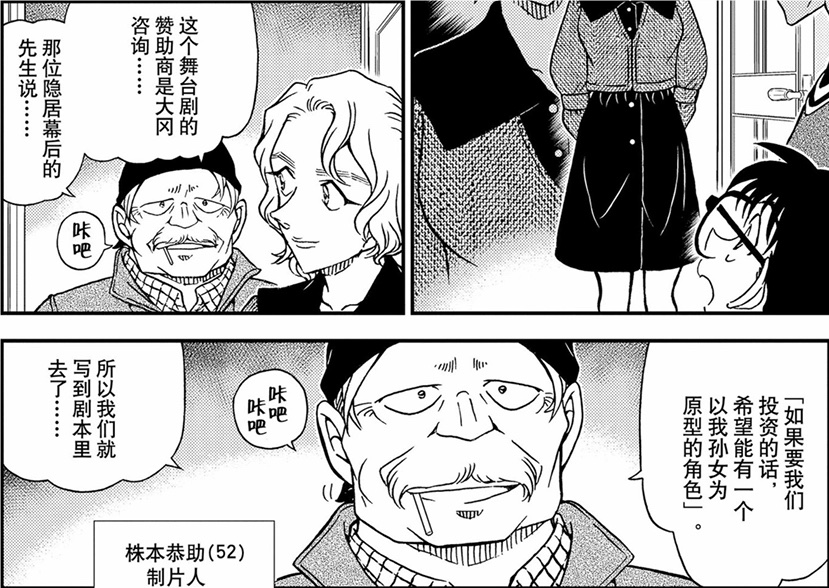 这个舞台剧的
赞助商是大冈
咨询……
那位隐居幕后的
先生说……
咔吧
「如果要我们
投资的话，
希望能有一个
以我孙女为
原型的角色」。
咔吧
咔吧
所以我们就
写到剧本里
去了……
株本恭助(52)
制片人